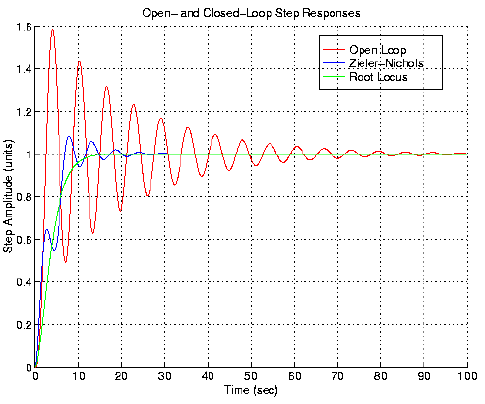 Open- and Closed-Loop Step Responses
1.6
1.4
1.2
1
0.8
0.6
0.4
0.2
0
Step Amplitude (units)
Open Loop
Zieler-Nichols
Root Locus
0 10 20 30 40 50 60 70 80 90 100
Time (sec)